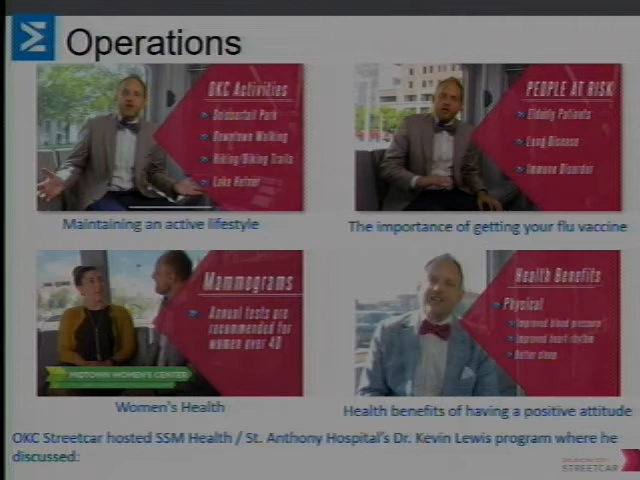 Operations
OKC Activities
Downtown Walking
Hiking/Biking Trails
Lake Hefner
PEOPLE AT RISK
Elderly Patients
Lung Disease
Immune Disorder
Maintaining an active lifestyle
The importance of getting your flu vaccine
Mammograms
Annual tests are
recommended for
women over 40
MIDTOWN WOMEN'S CENTER
Health Benefits
Physical
Improved blood pressure
Improved heart rhythm
Better sleep
Women's Health
Health benefits of having a positive attitude
OKC Streetcar hosted SSM Health / St. Anthony Hospital's Dr. Kevin Lewis program where he
discussed:
STREETCAR